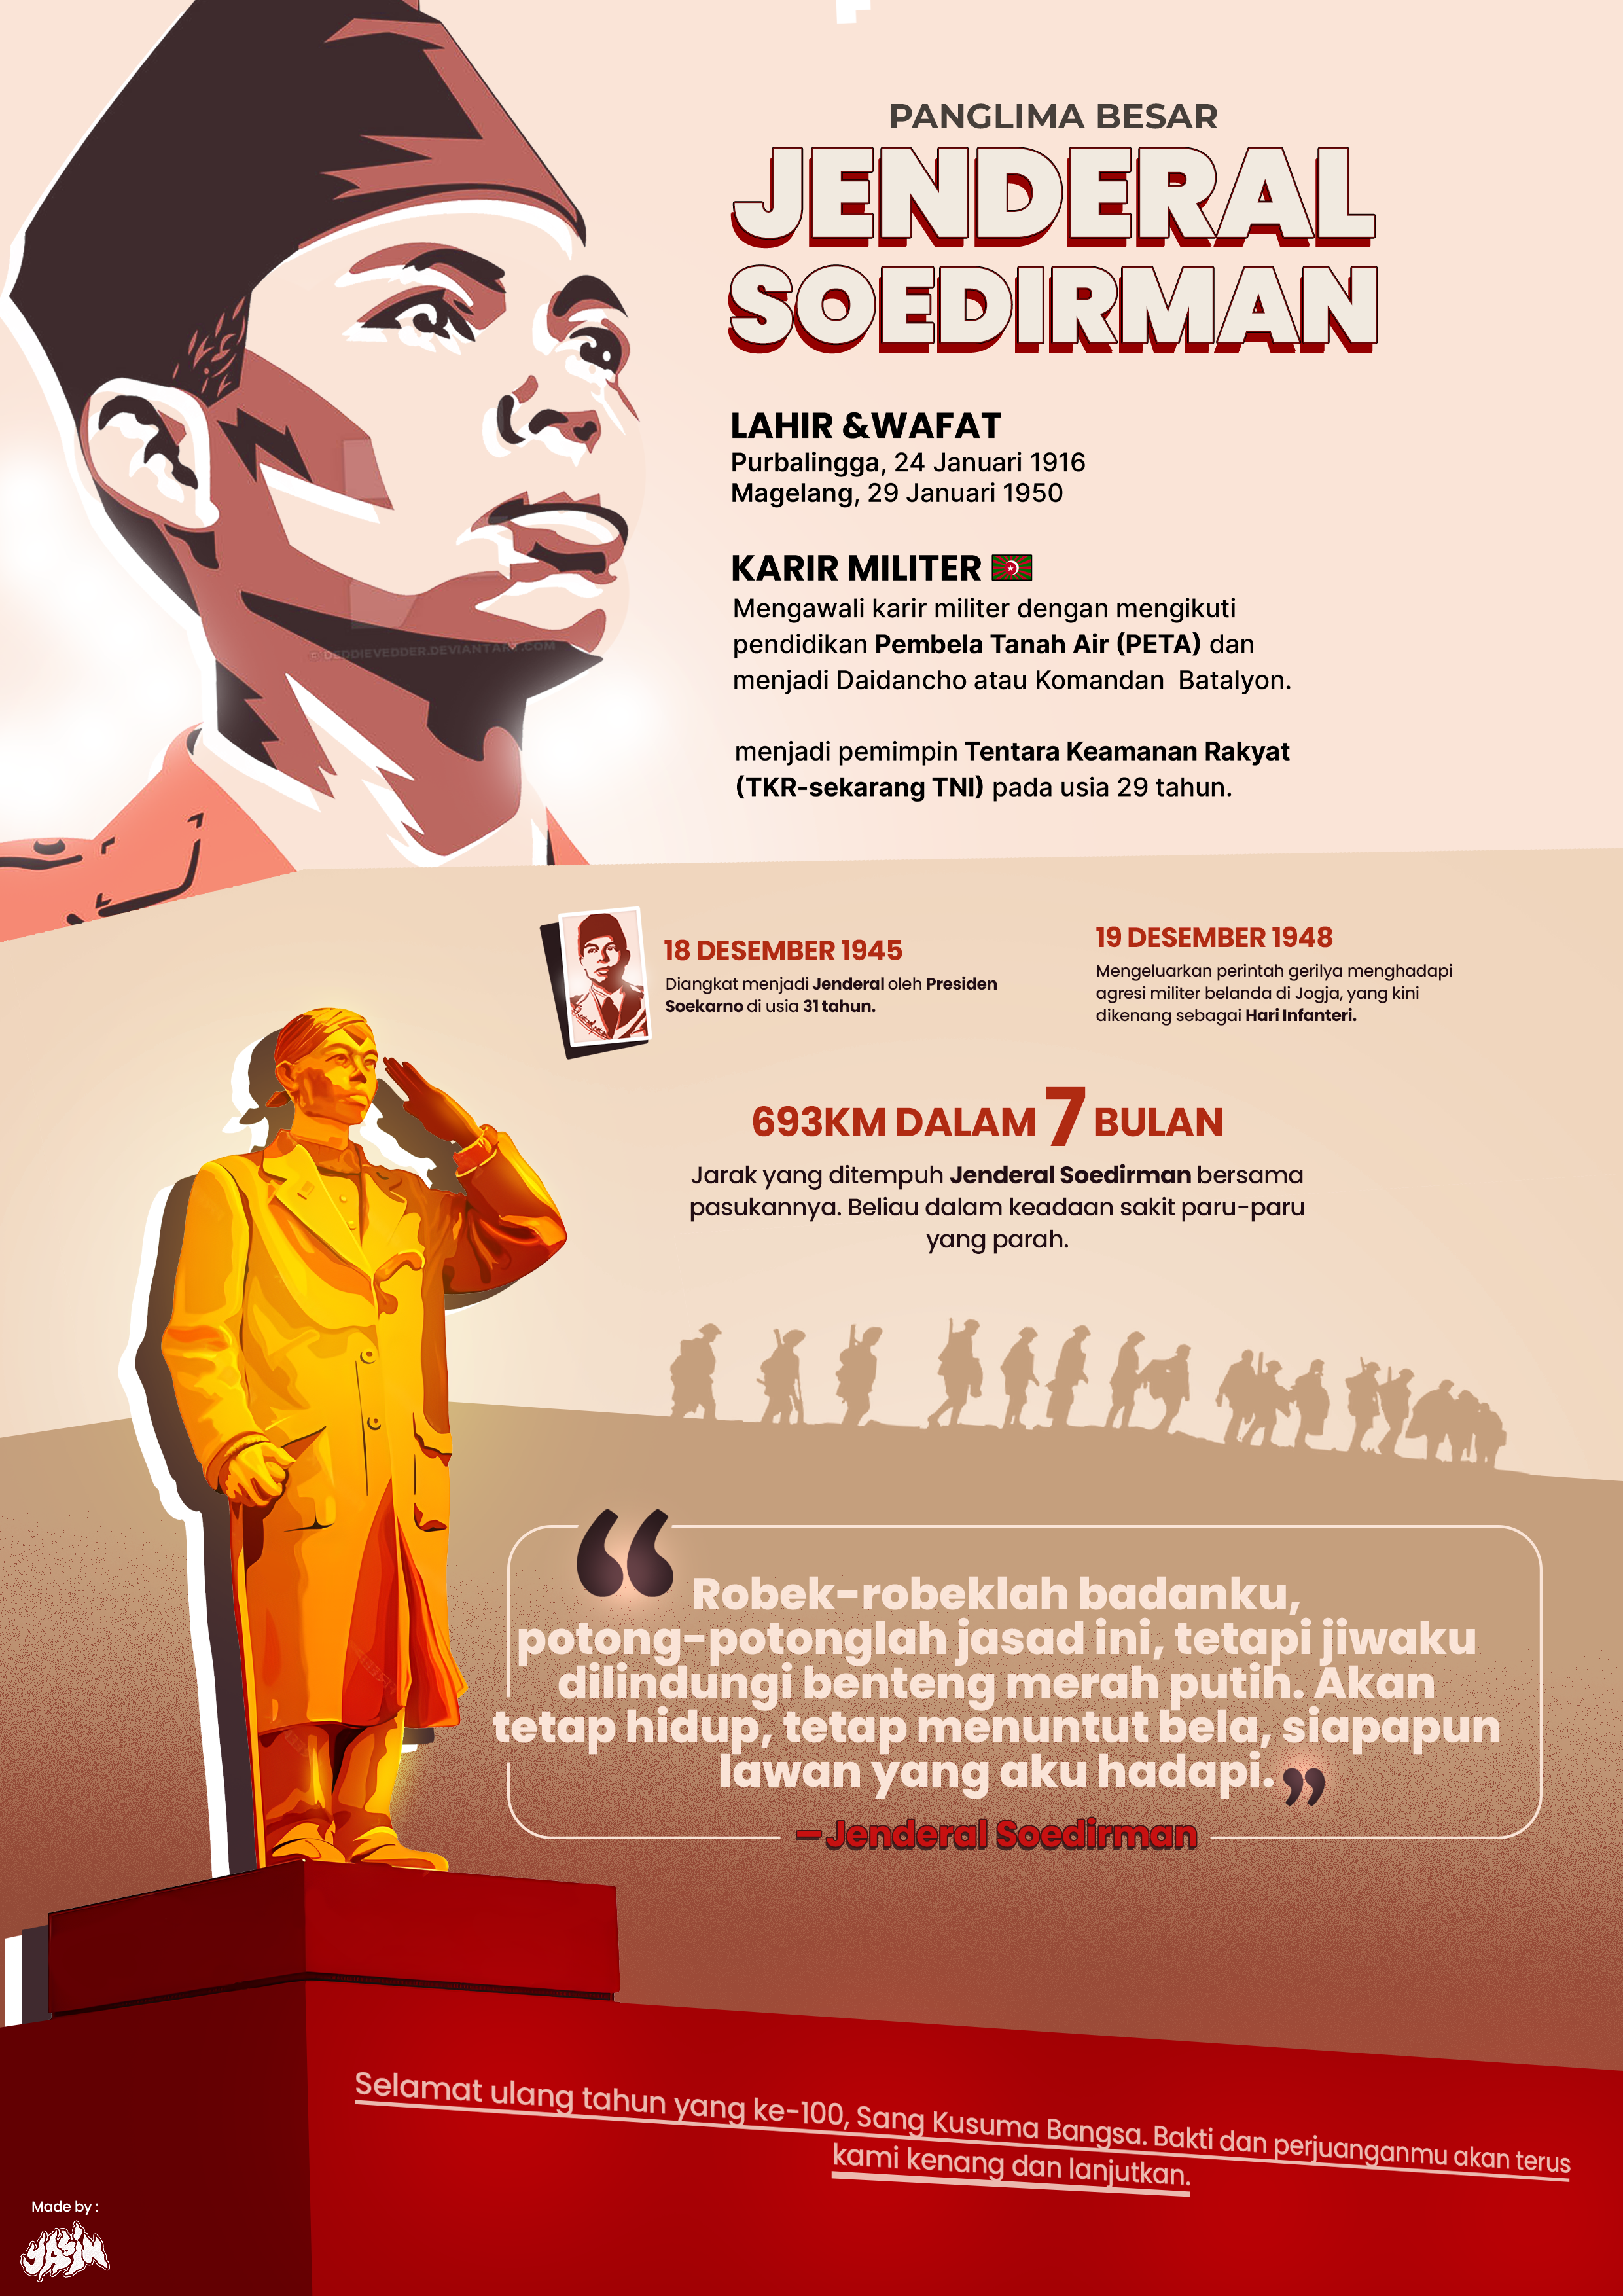 PANGLIMA BESAR
JENDERAL
SOEDIRMAN
LAHIR &WAFAT
Purbalingga, 24 Januari 1916
Magelang, 29 Januari 1950
KARIR MILITER
Mengawali karir militer dengan mengikuti
pendidikan Pembela Tanah Air (PETA) dan
menjadi Daidancho atau Komandan Batalyon.
menjadi pemimpin Tentara Keamanan Rakyat
(TKR-sekarang TNI) pada usia 29 tahun.
© DEDDIEVEDDER.DEVIANTART.COM
18 DESEMBER 1945
Diangkat menjadi Jenderal oleh Presiden
Soekarno di usia 31 tahun.
19 DESEMBER 1948
Mengeluarkan perintah gerilya menghadapi
agresi militer belanda di Jogja, yang kini
dikenang sebagai Hari Infanteri.
693KM DALAM 7 BULAN
Jarak yang ditempuh Jenderal Soedirman bersama
pasukannya. Beliau dalam keadaan sakit paru-paru
yang parah.
“Robek-robeklah badanku,
potong-potonglah jasad ini, tetapi jiwaku
dilindungi benteng merah putih. Akan
tetap hidup, tetap menuntut bela, siapapun
lawan yang aku hadapi.”
– Jenderal Soedirman
Selamat ulang tahun yang ke-100, Sang Kusuma Bangsa. Bakti dan perjuanganmu akan terus
kami kenang dan lanjutkan.
Made by :
YASIN